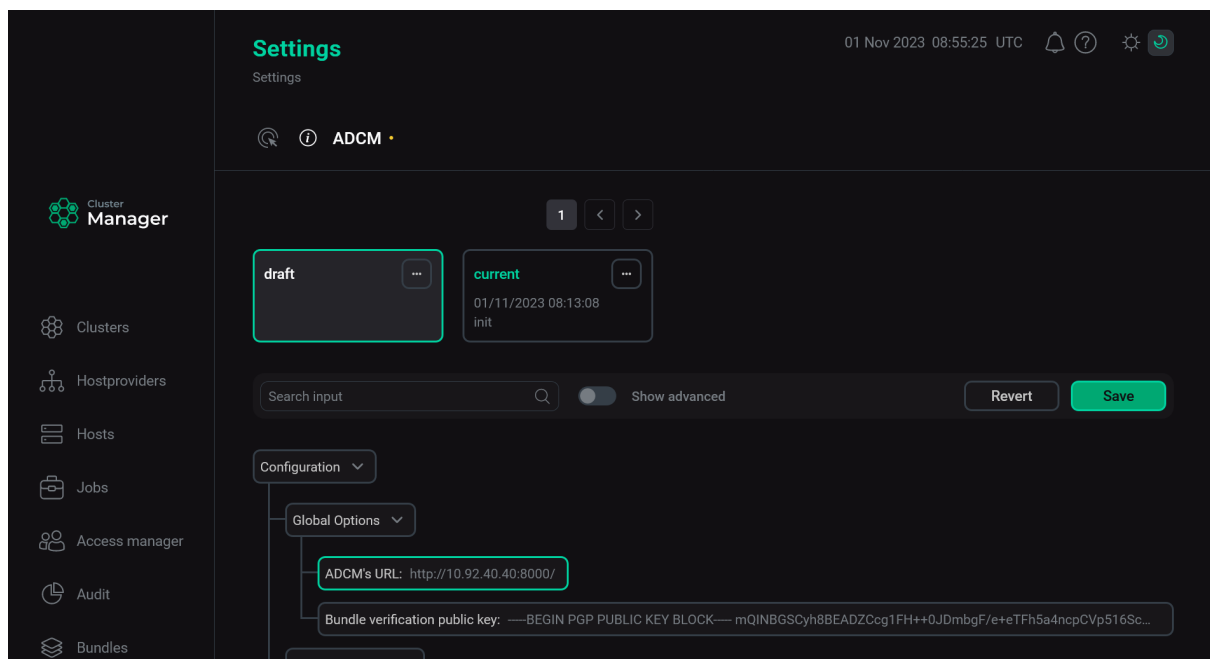 Settings
01 Nov 2023 08:55:25 UTC
Settings
ADCM
Cluster
Manager
1
draft
current
01/11/2023 08:13:08
init
Clusters
Hostproviders
Hosts
Jobs
Access manager
Audit
Bundles
Search input
Show advanced
Revert
Save
Configuration
Global Options
ADCM's URL: http://10.92.40.40:8000/
Bundle verification public key: -----BEGIN PGP PUBLIC KEY BLOCK----- mQINBGSCyh8BEADZCcg1FH++0JDmbgF/e+eTFh5a4ncpCVp516Sc...